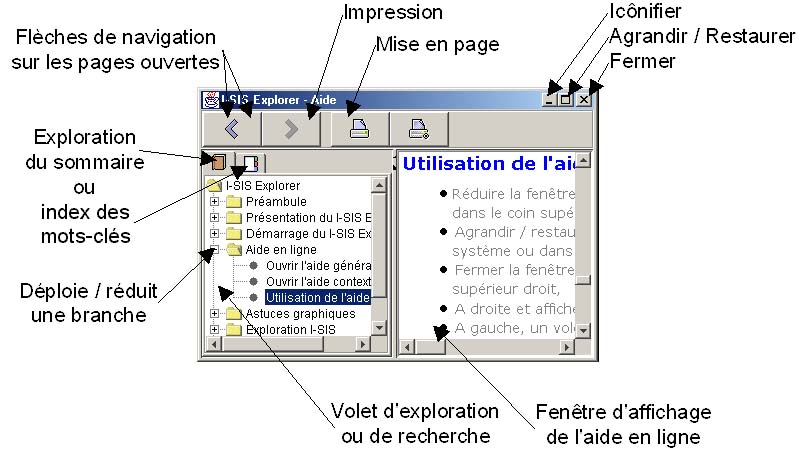 Impression
Icônifier
Flèches de navigation
sur les pages ouvertes
Mise en page
Agrandir / Restaurer
Fermer
I-SIS Explorer - Aide
Exploration
du sommaire
ou
index des
mots-clés
Déploie / réduit
une branche
I-SIS Explorer
Préambule
Présentation du I-SIS E
Démarrage du I-SIS Ex
Aide en ligne
Ouvrir l'aide généra
Ouvrir l'aide context
Utilisation de l'aide
Astuces graphiques
Exploration I-SIS
Utilisation de l'ai
Réduire la fenêtre
dans le coin supé
Agrandir / restau
système ou dans
Fermer la fenêtre
supérieur droit,
A droite et affiche
A gauche, un vol
Volet d'exploration
ou de recherche
Fenêtre d'affichage
de l'aide en ligne